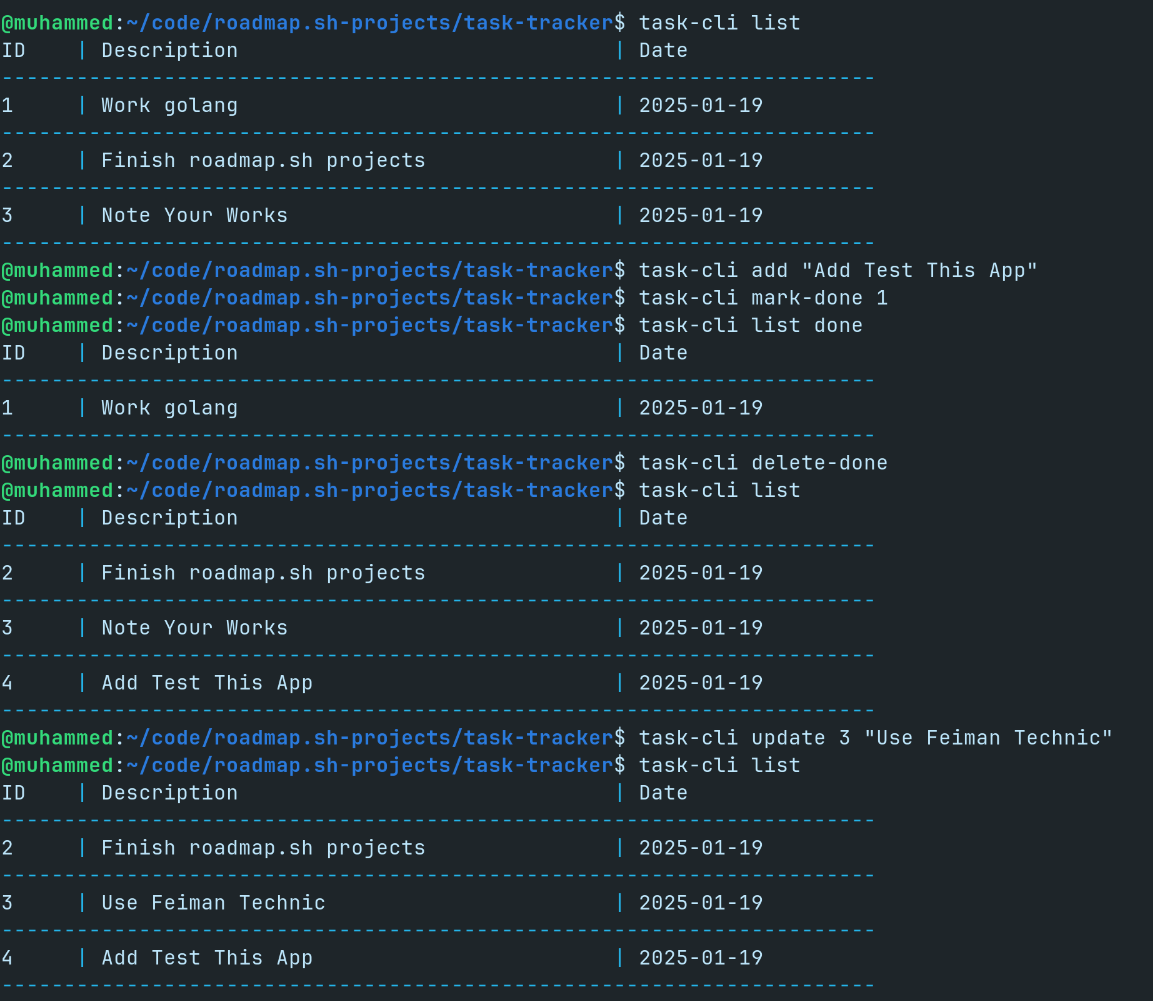 @muhammed:~/code/roadmap.sh-projects/task-tracker$ task-cli list
ID    | Description                              | Date
----------------------------------------------------------------------
1     | Work golang                              | 2025-01-19
----------------------------------------------------------------------
2     | Finish roadmap.sh projects               | 2025-01-19
----------------------------------------------------------------------
3     | Note Your Works                          | 2025-01-19
----------------------------------------------------------------------
@muhammed:~/code/roadmap.sh-projects/task-tracker$ task-cli add "Add Test This App"
@muhammed:~/code/roadmap.sh-projects/task-tracker$ task-cli mark-done 1
@muhammed:~/code/roadmap.sh-projects/task-tracker$ task-cli list done
ID    | Description                              | Date
----------------------------------------------------------------------
1     | Work golang                              | 2025-01-19
----------------------------------------------------------------------
@muhammed:~/code/roadmap.sh-projects/task-tracker$ task-cli delete-done
@muhammed:~/code/roadmap.sh-projects/task-tracker$ task-cli list
ID    | Description                              | Date
----------------------------------------------------------------------
2     | Finish roadmap.sh projects               | 2025-01-19
----------------------------------------------------------------------
3     | Note Your Works                          | 2025-01-19
----------------------------------------------------------------------
4     | Add Test This App                        | 2025-01-19
----------------------------------------------------------------------
@muhammed:~/code/roadmap.sh-projects/task-tracker$ task-cli update 3 "Use Feiman Technic"
@muhammed:~/code/roadmap.sh-projects/task-tracker$ task-cli list
ID    | Description                              | Date
----------------------------------------------------------------------
2     | Finish roadmap.sh projects               | 2025-01-19
----------------------------------------------------------------------
3     | Use Feiman Technic                       | 2025-01-19
----------------------------------------------------------------------
4     | Add Test This App                        | 2025-01-19
----------------------------------------------------------------------